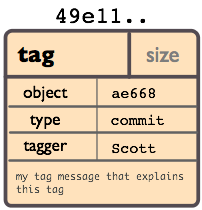 49e11..
tag size
object ae668
type commit
tagger Scott
my tag message that explains
this tag